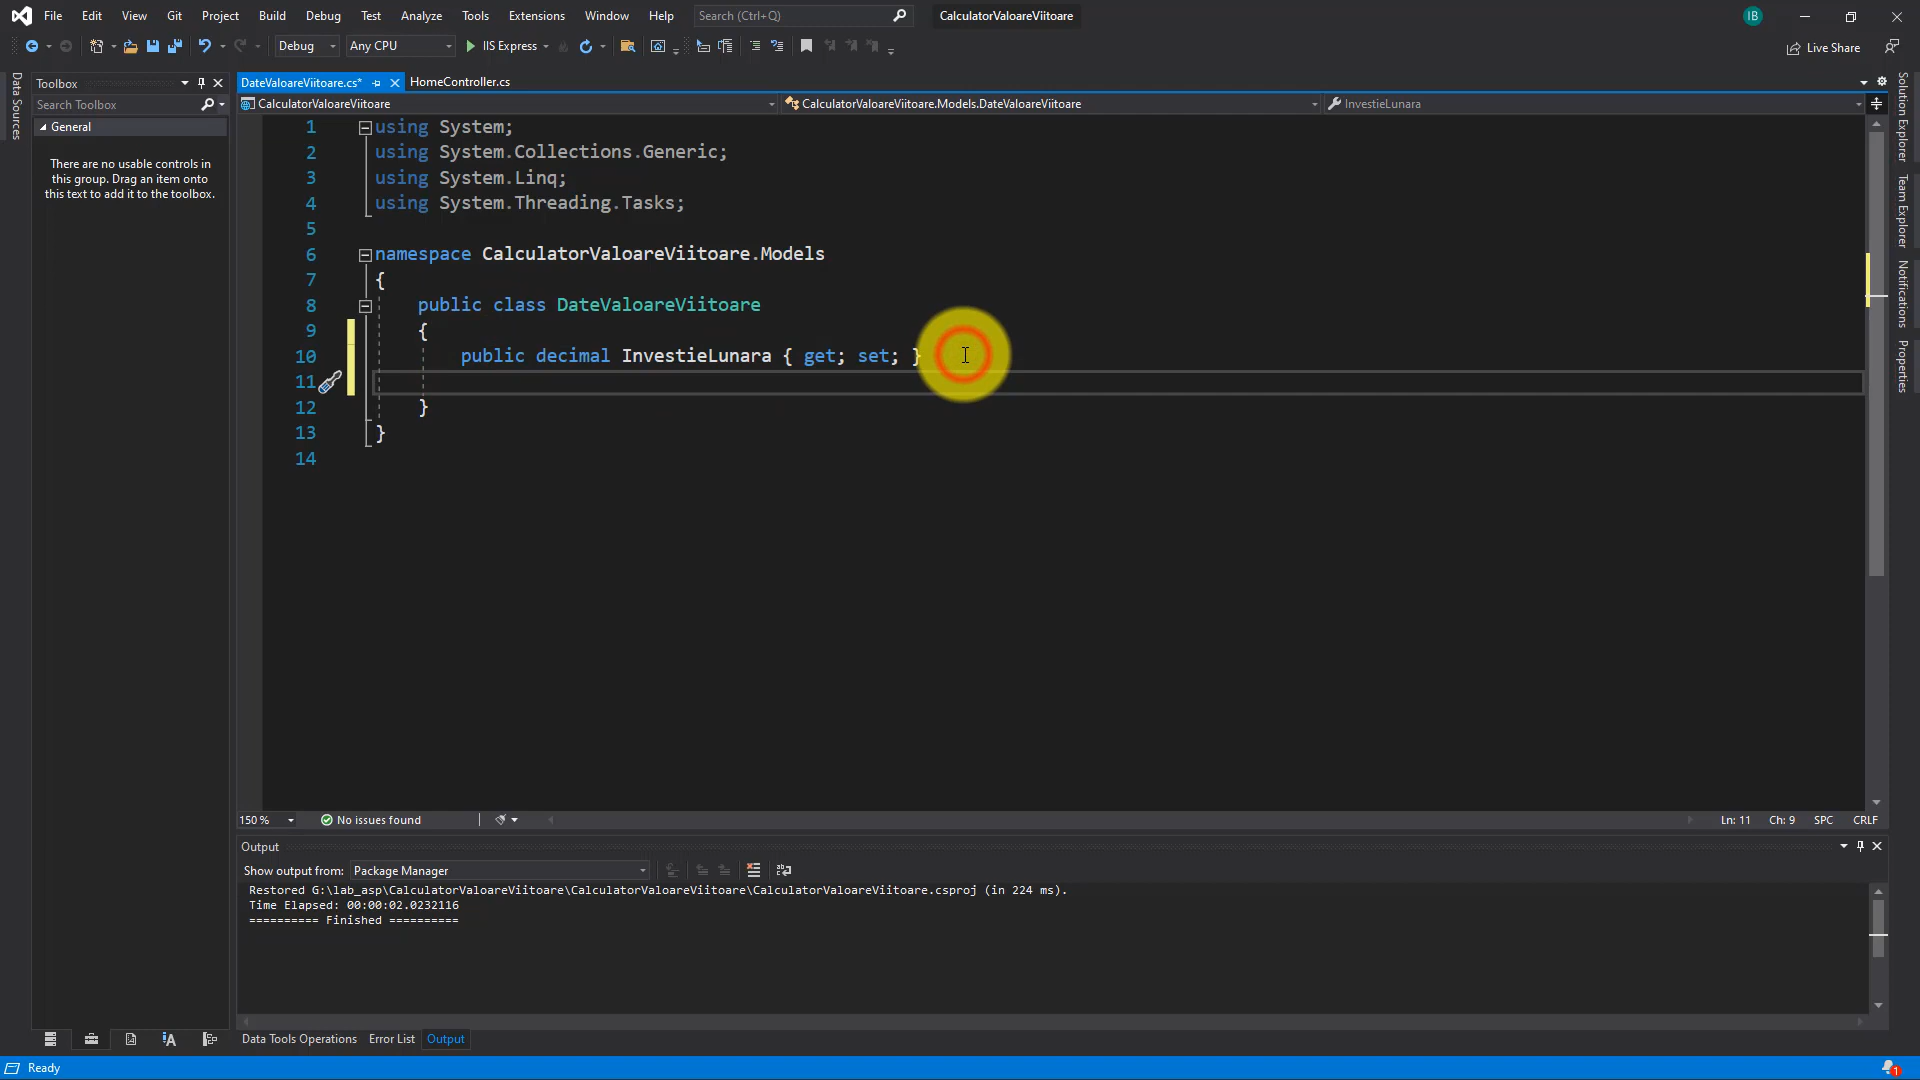 File Edit View Git Project Build Debug Test Analyze Tools Extensions Window Help Search (Ctrl+Q) CalculatorValoareViitoare IB
Debug Any CPU IIS Express Live Share
Data Sources
Toolbox
Search Toolbox
General
There are no usable controls in
this group. Drag an item onto
this text to add it to the toolbox.
DateValoareViitoare.cs* HomeController.cs
CalculatorValoareViitoare CalculatorValoareViitoare.Models.DateValoareViitoare InvestieLunara
1 using System;
2 using System.Collections.Generic;
3 using System.Linq;
4 using System.Threading.Tasks;
5
6 namespace CalculatorValoareViitoare.Models
7 {
8 public class DateValoareViitoare
9 {
10 public decimal InvestieLunara { get; set; }
11
12 }
13 }
14
Solution Explorer
Team Explorer
Notifications
Properties
150 % No issues found Ln: 11 Ch: 9 SPC CRLF
Output
Show output from: Package Manager
Restored G:\lab_asp\CalculatorValoareViitoare\CalculatorValoareViitoare\CalculatorValoareViitoare.csproj (in 224 ms).
Time Elapsed: 00:00:02.0232116
========== Finished ==========
Data Tools Operations Error List Output
Ready 1